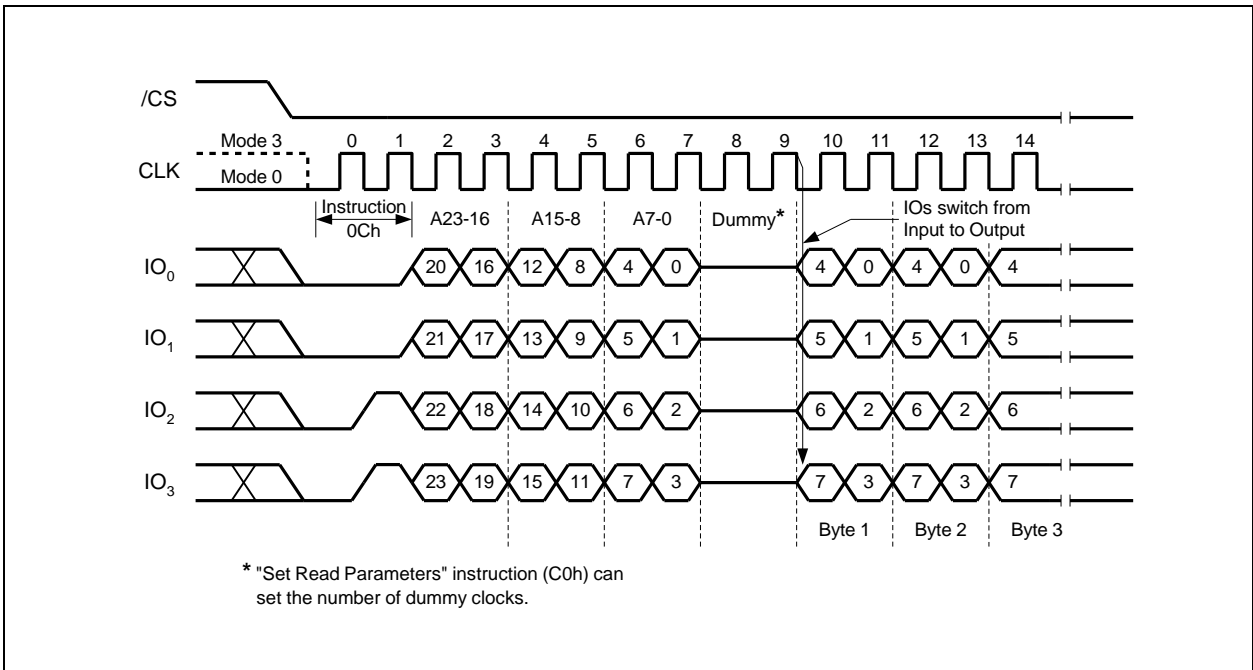 /CS
Mode 3 0 1 2 3 4 5 6 7 8 9 10 11 12 13 14
CLK
Mode 0
Instruction
0Ch
A23-16 A15-8 A7-0 Dummy*
IOs switch from
Input to Output
IO0 20 16 12 8 4 0 4 0 4 0 4
IO1 21 17 13 9 5 1 5 1 5 1 5
IO2 22 18 14 10 6 2 6 2 6 2 6
IO3 23 19 15 11 7 3 7 3 7 3 7
Byte 1 Byte 2 Byte 3
* "Set Read Parameters" instruction (C0h) can
set the number of dummy clocks.